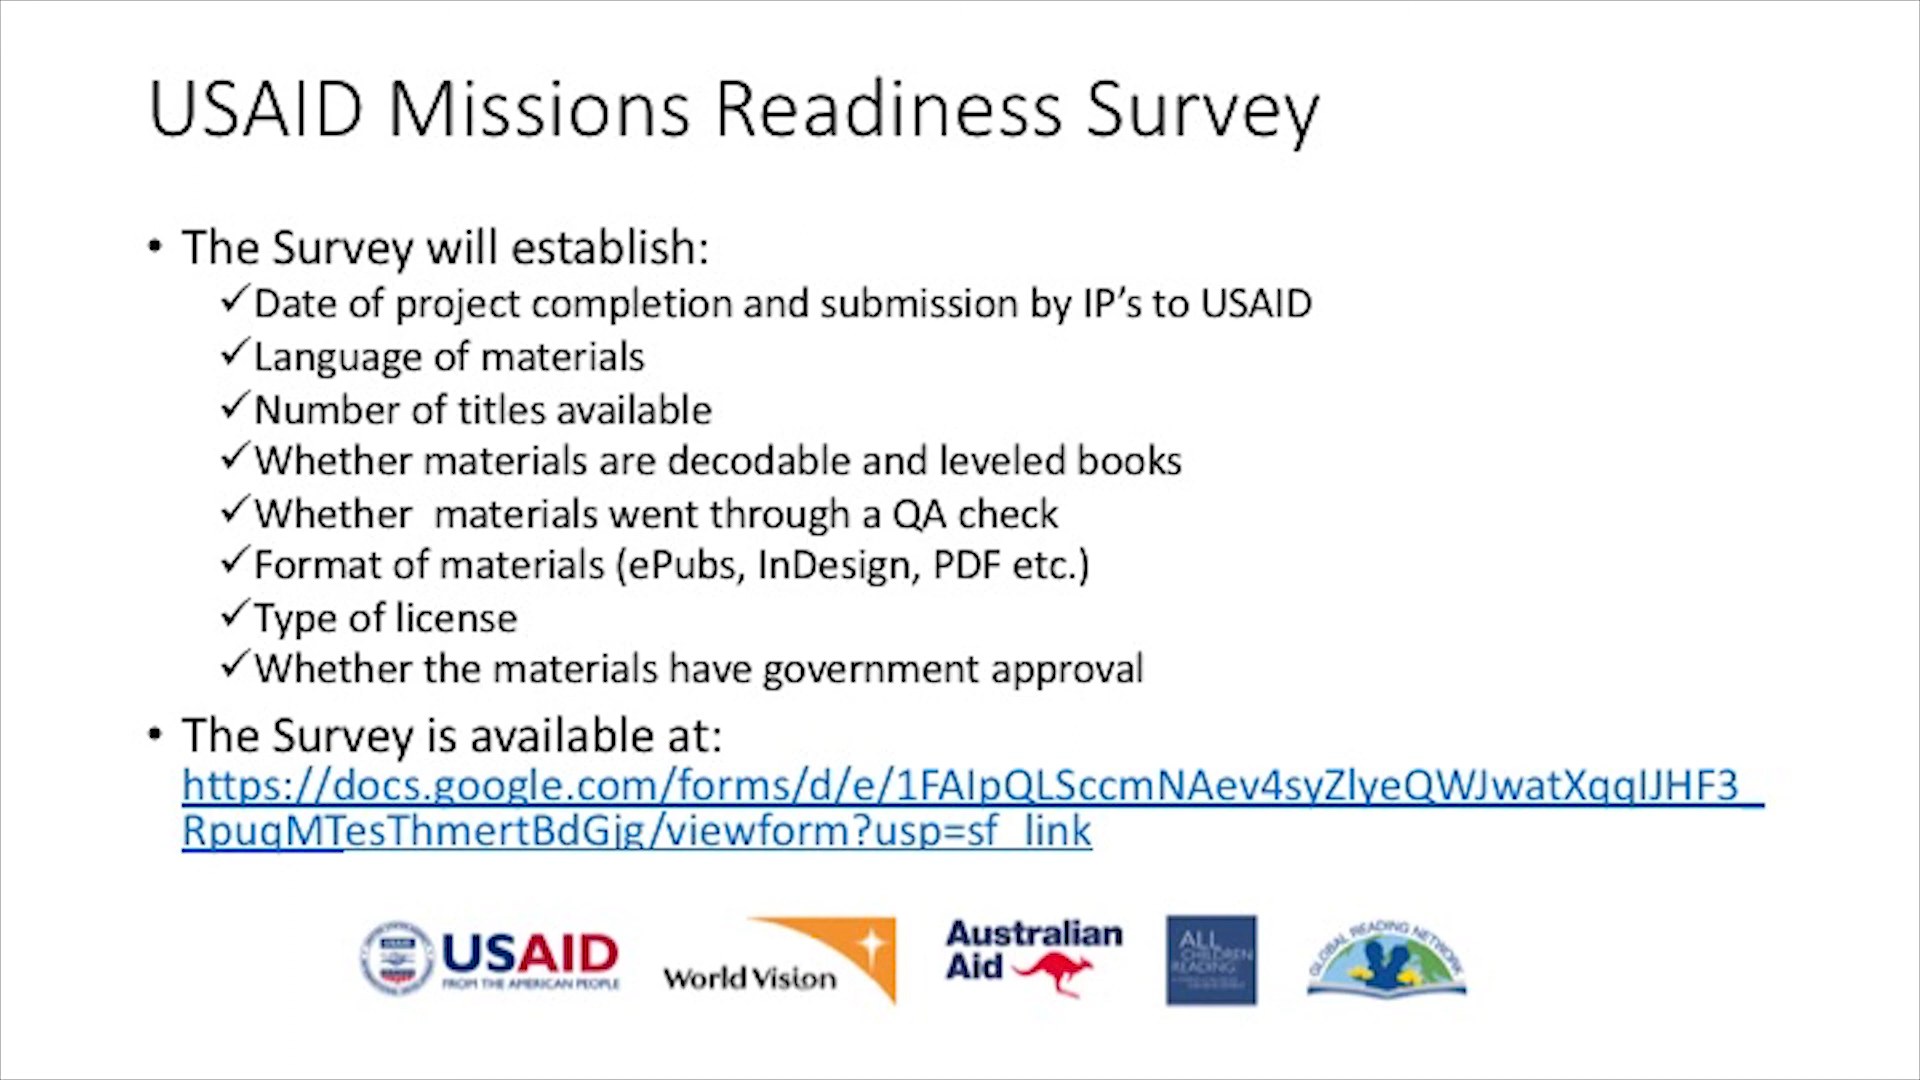 USAID Missions Readiness Survey
• The Survey will establish:
✓Date of project completion and submission by IP's to USAID
✓Language of materials
✓Number of titles available
✓Whether materials are decodable and leveled books
✓Whether  materials went through a QA check
✓Format of materials (ePubs, InDesign, PDF etc.)
✓Type of license
✓Whether the materials have government approval
• The Survey is available at:
https://docs.google.com/forms/d/e/1FAIpQLSccmNAev4syZlyeQWJwatXqqIJHF3_
RpuqMTesThmertBdGjg/viewform?usp=sf_link
USAID
FROM THE AMERICAN PEOPLE
World Vision
Australian
Aid
ALL
CHILDREN
READING
GLOBAL READING NETWORK